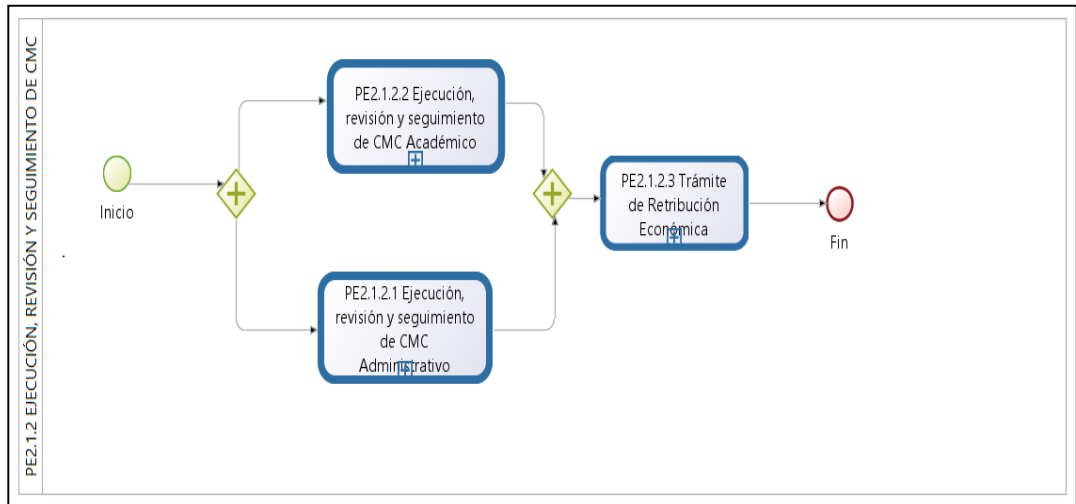 PE2.1.2 EJECUCIÓN, REVISIÓN Y SEGUIMIENTO DE CMC
Inicio
PE2.1.2.2 Ejecución,
revisión y seguimiento
de CMC Académico
PE2.1.2.1 Ejecución,
revisión y seguimiento
de CMC
Administrativo
PE2.1.2.3 Trámite
de Retribución
Económica
Fin